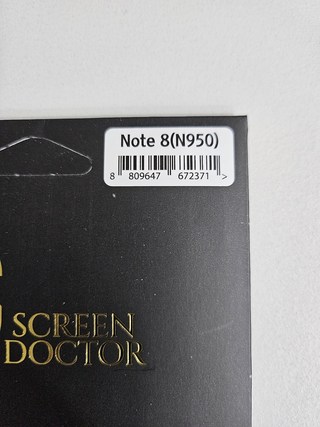 Note 8(N950)
8 809647 672371 >
SCREEN
DOCTOR